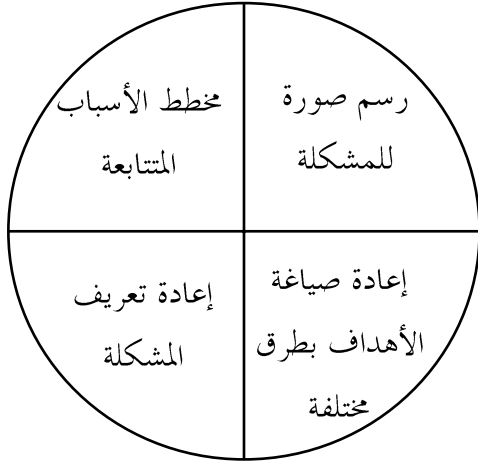 رسم صورة
للمشكلة
مخطط الأسباب
المتتابعة
إعادة صياغة
الأهداف بطرق
مختلفة
إعادة تعريف
المشكلة